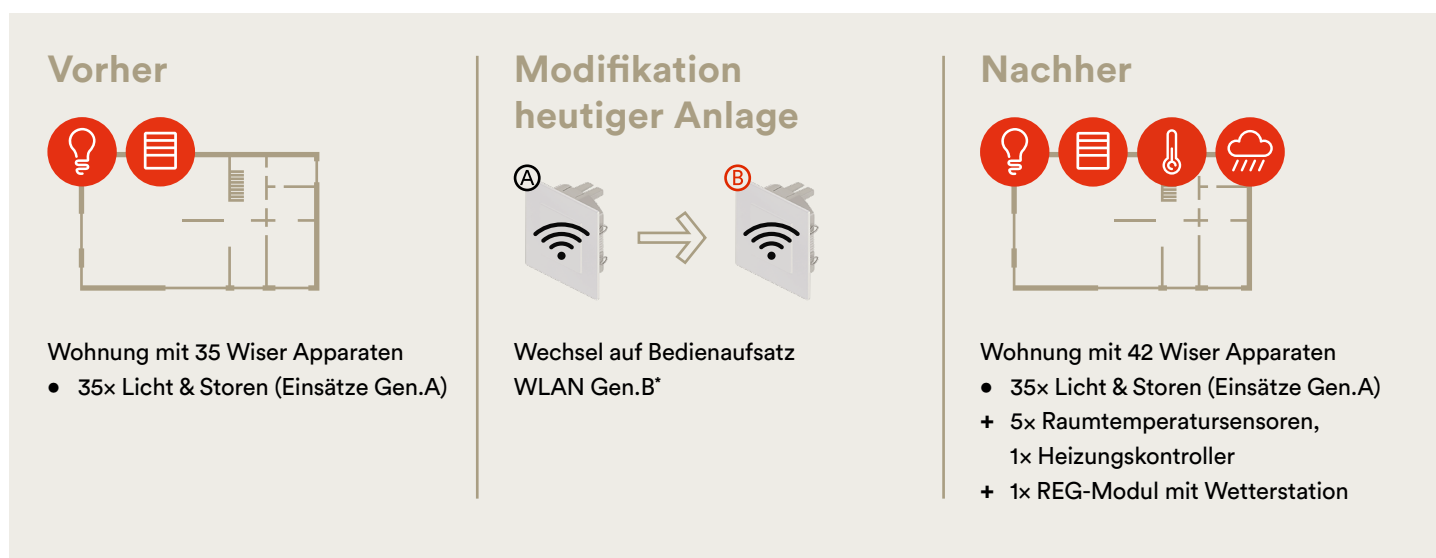 Vorher
Wohnung mit 35 Wiser Apparaten
• 35× Licht & Storen (Einsätze Gen.A)
Modifikation
heutiger Anlage
A
B
Wechsel auf Bedienaufsatz
WLAN Gen.B*
Nachher
Wohnung mit 42 Wiser Apparaten
• 35× Licht & Storen (Einsätze Gen.A)
+ 5× Raumtemperatursensoren,
1× Heizungskontroller
+ 1× REG-Modul mit Wetterstation